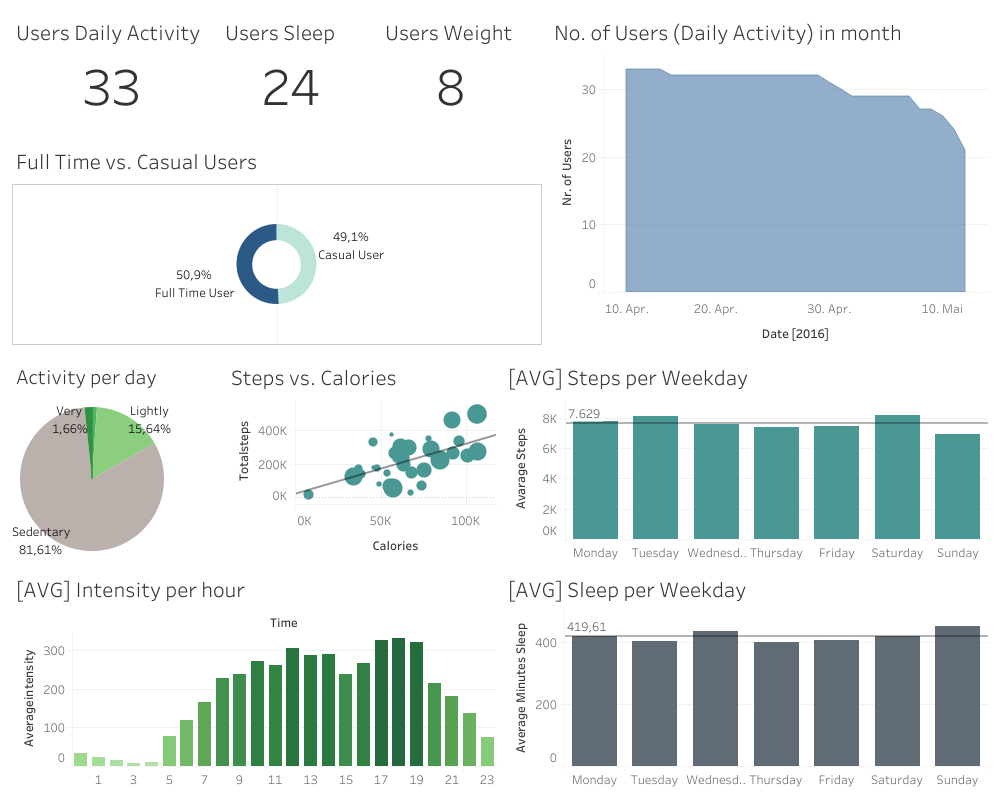 Users Daily Activity
33
Users Sleep
24
Users Weight
8
No. of Users (Daily Activity) in month
Nr. of Users
30
20
10
0
10. Apr.
20. Apr.
30. Apr.
10. Mai
Date [2016]
Full Time vs. Casual Users
49,1%
Casual User
50,9%
Full Time User
Activity per day
Very
1,66%
Lightly
15,64%
Sedentary
81,61%
Steps vs. Calories
Totalsteps
400K
200K
0K
0K
50K
100K
Calories
[AVG] Steps per Weekday
Avarage Steps
8K
6K
4K
2K
0K
7.629
Monday
Tuesday
Wednesd..
Thursday
Friday
Saturday
Sunday
[AVG] Intensity per hour
Time
Averageintensity
300
200
100
0
1
3
5
7
9
11
13
15
17
19
21
23
[AVG] Sleep per Weekday
Average Minutes Sleep
400
200
0
419,61
Monday
Tuesday
Wednesd..
Thursday
Friday
Saturday
Sunday